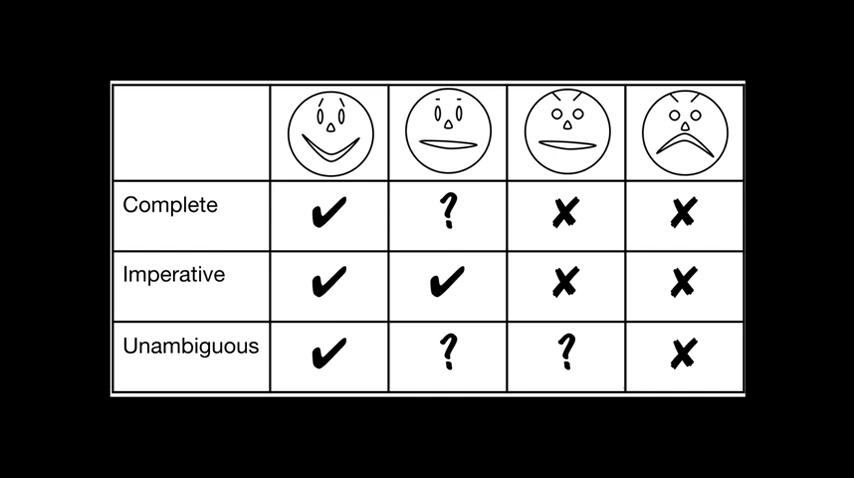 Complete ✔ ? ✘ ✘
Imperative ✔ ✔ ✘ ✘
Unambiguous ✔ ? ? ✘